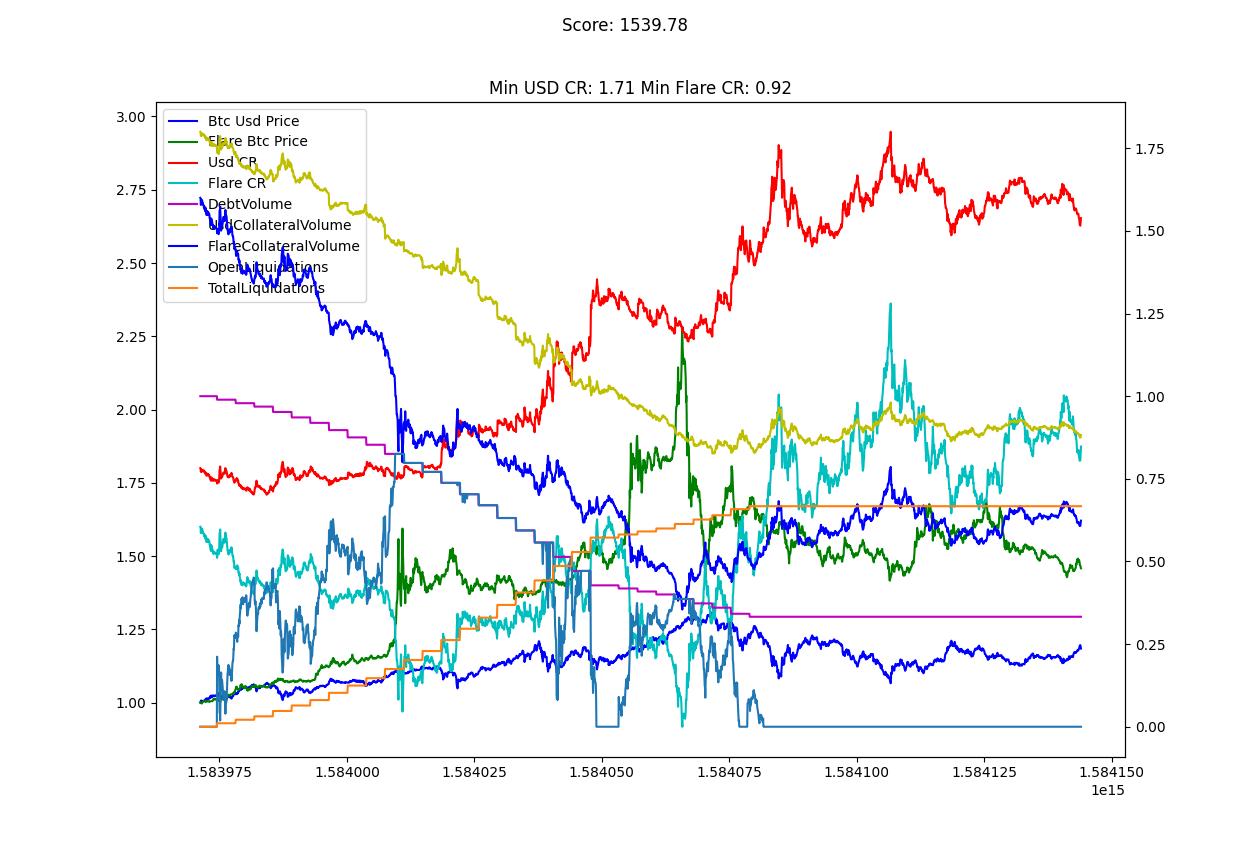 Score: 1539.78
Min USD CR: 1.71 Min Flare CR: 0.92
Btc Usd Price
Flare Btc Price
Usd CR
Flare CR
DebtVolume
UsdCollateralVolume
FlareCollateralVolume
OpenLiquidations
TotalLiquidations
3.00
2.75
2.50
2.25
2.00
1.75
1.50
1.25
1.00
1.75
1.50
1.25
1.00
0.75
0.50
0.25
0.00
1.583975 1.584000 1.584025 1.584050 1.584075 1.584100 1.584125 1.584150
1e15